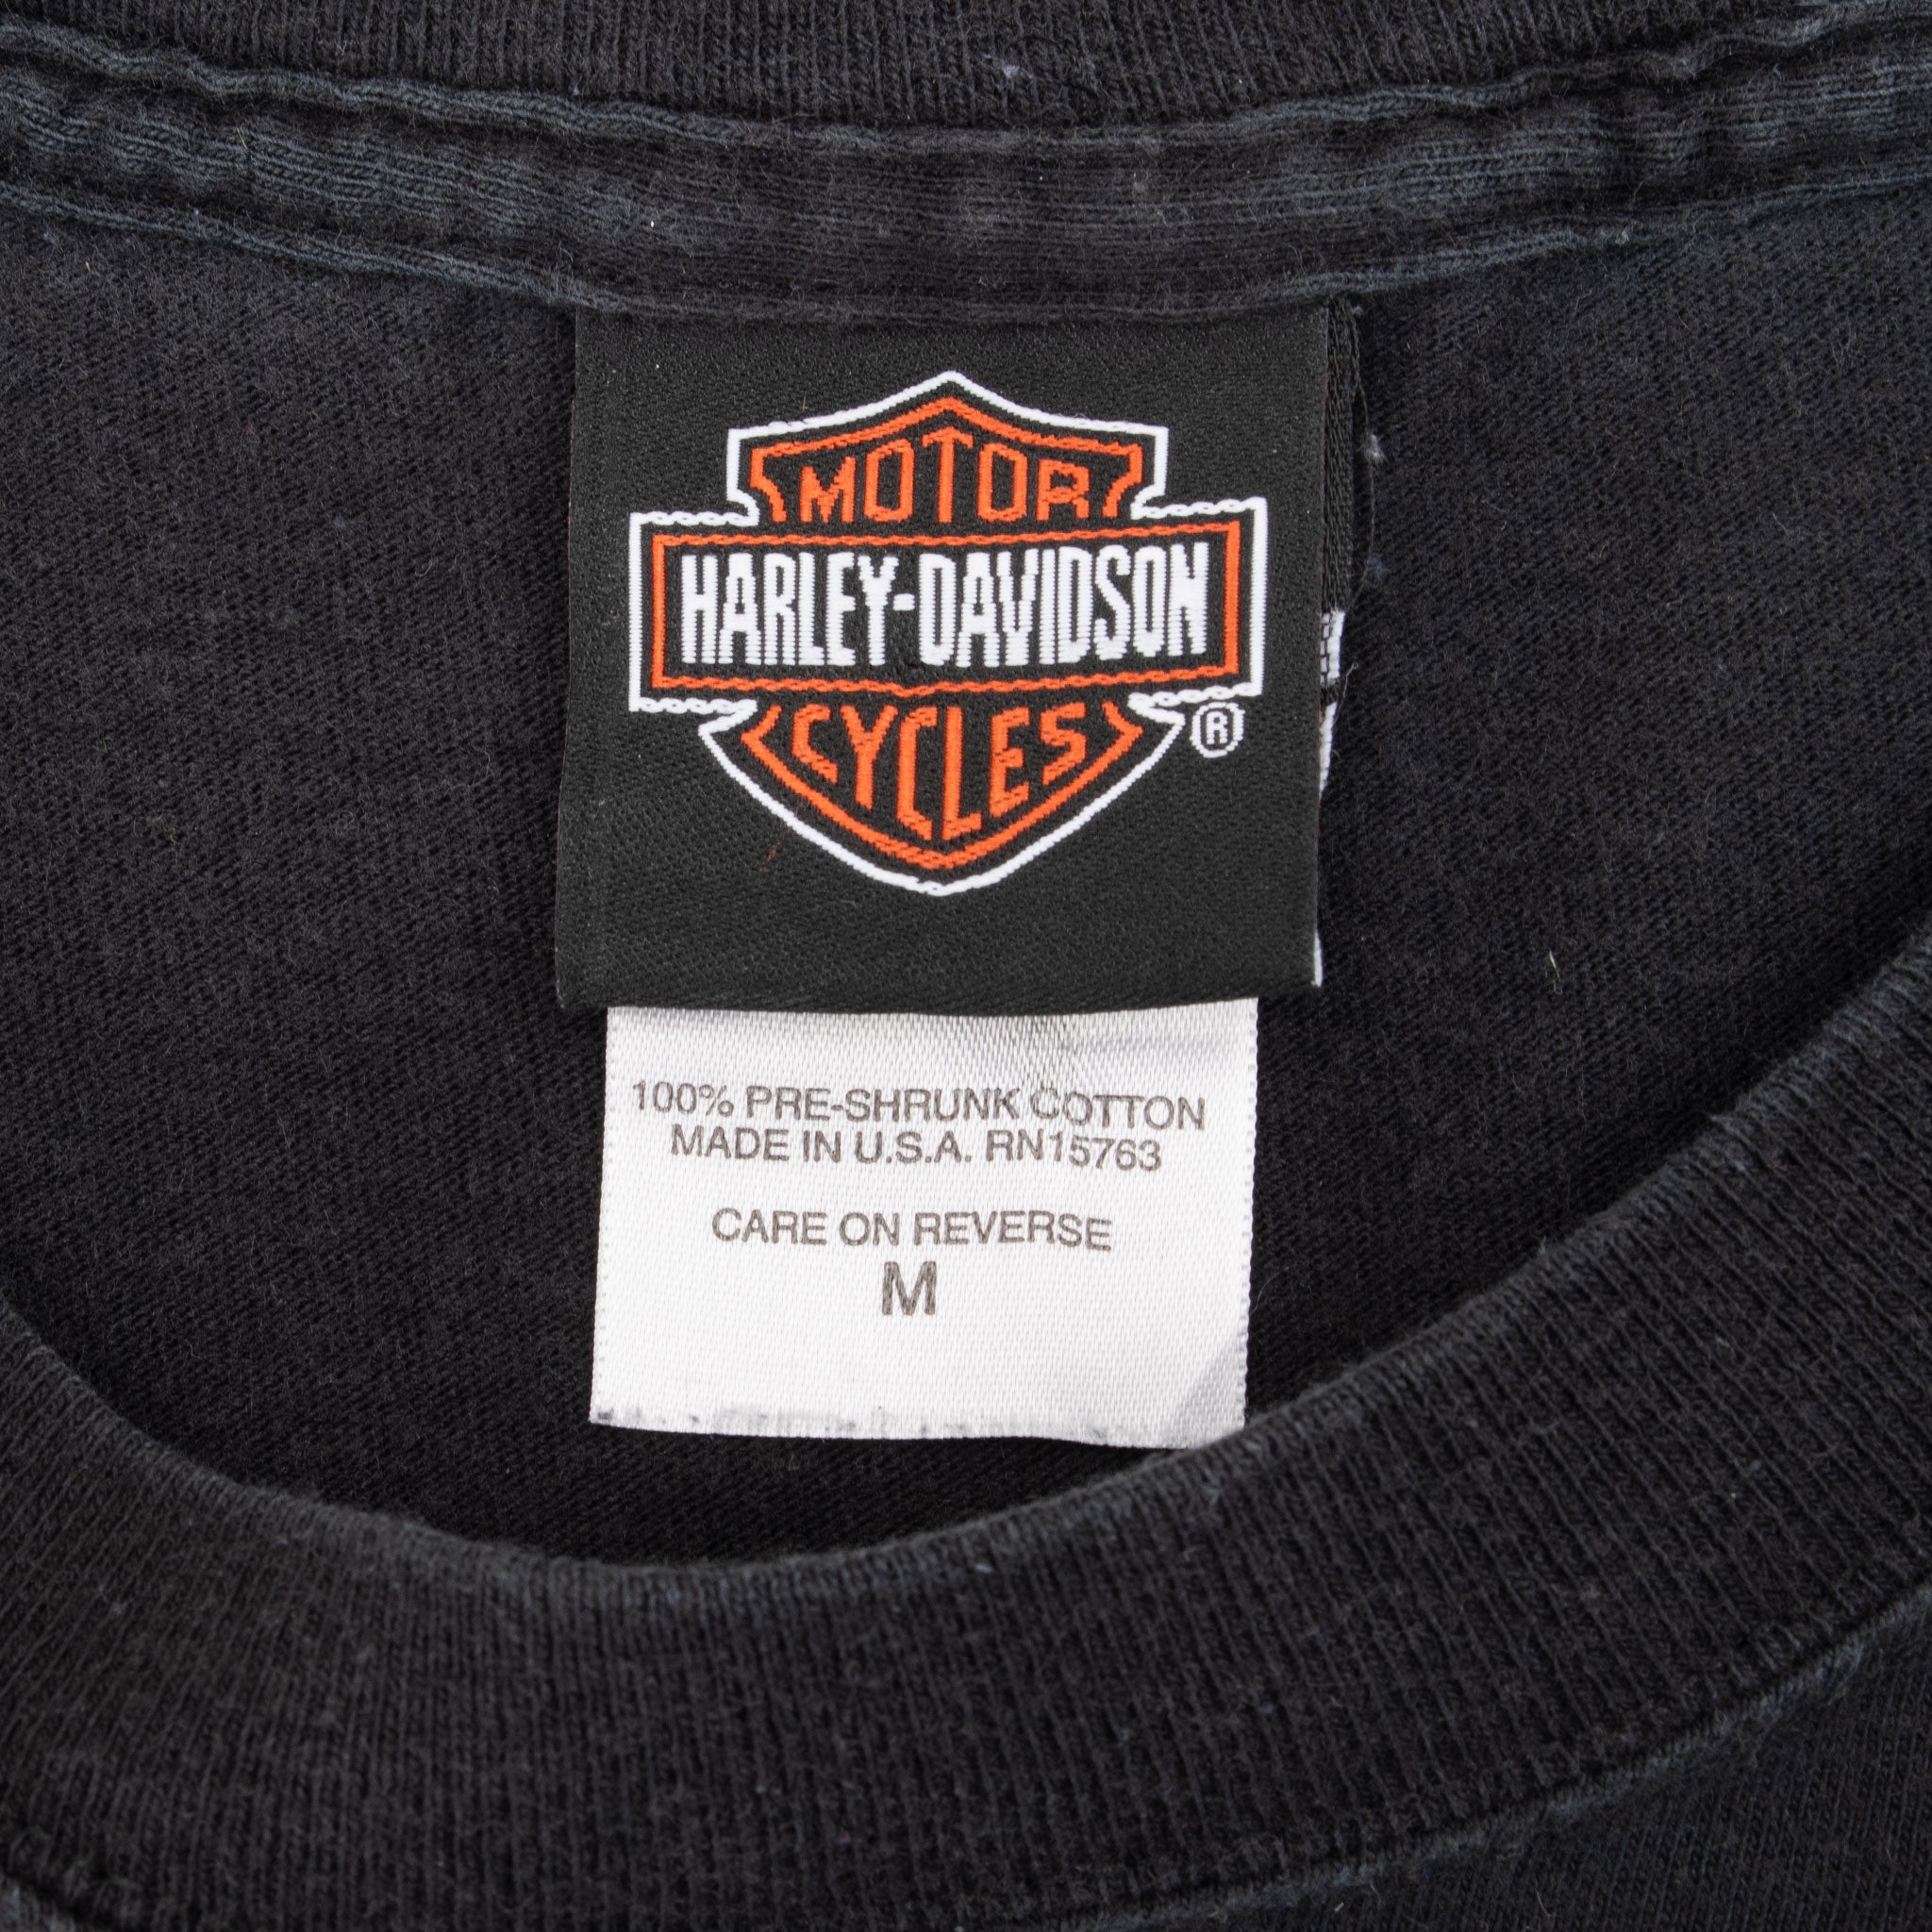 MOTOR
HARLEY-DAVIDSON
CYCLES
®
100% PRE-SHRUNK COTTON
MADE IN U.S.A. RN15763
CARE ON REVERSE
M